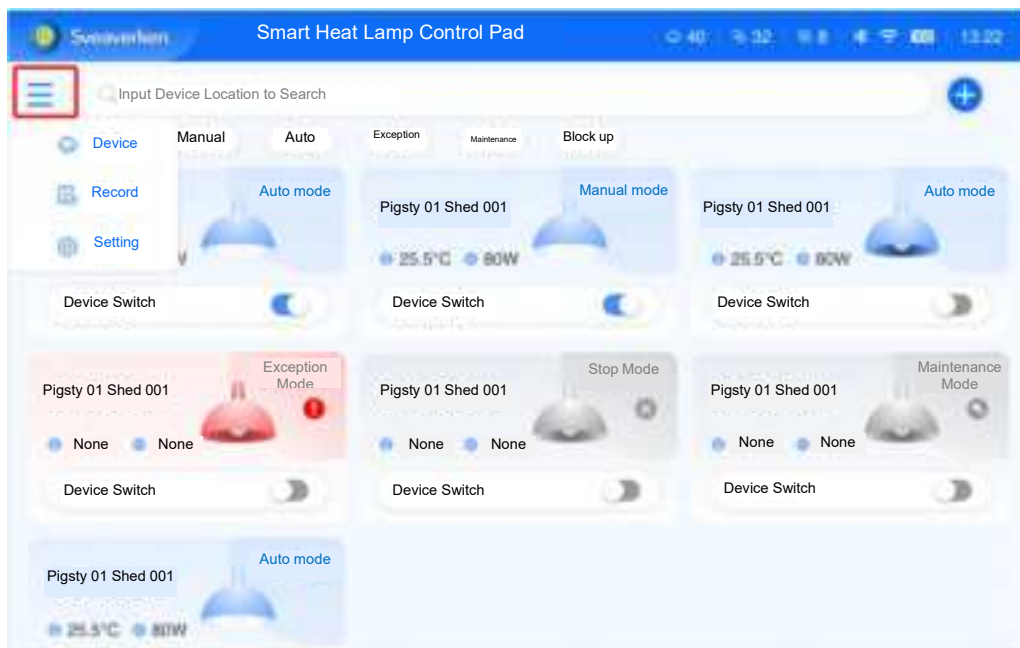 Smart Heat Lamp Control Pad
40 32 8 13:22
Input Device Location to Search
Device
Manual Auto Exception Maintenance Block up
Record
Setting
Auto mode
Pigsty 01 Shed 001
Manual mode
25.5°C 80W
Pigsty 01 Shed 001
Auto mode
25.5°C 80W
Device Switch
Device Switch
Device Switch
Pigsty 01 Shed 001
Exception
Mode
None None
Pigsty 01 Shed 001
Stop Mode
None None
Pigsty 01 Shed 001
Maintenance
Mode
None None
Device Switch
Device Switch
Device Switch
Pigsty 01 Shed 001
Auto mode
25.5°C 80W